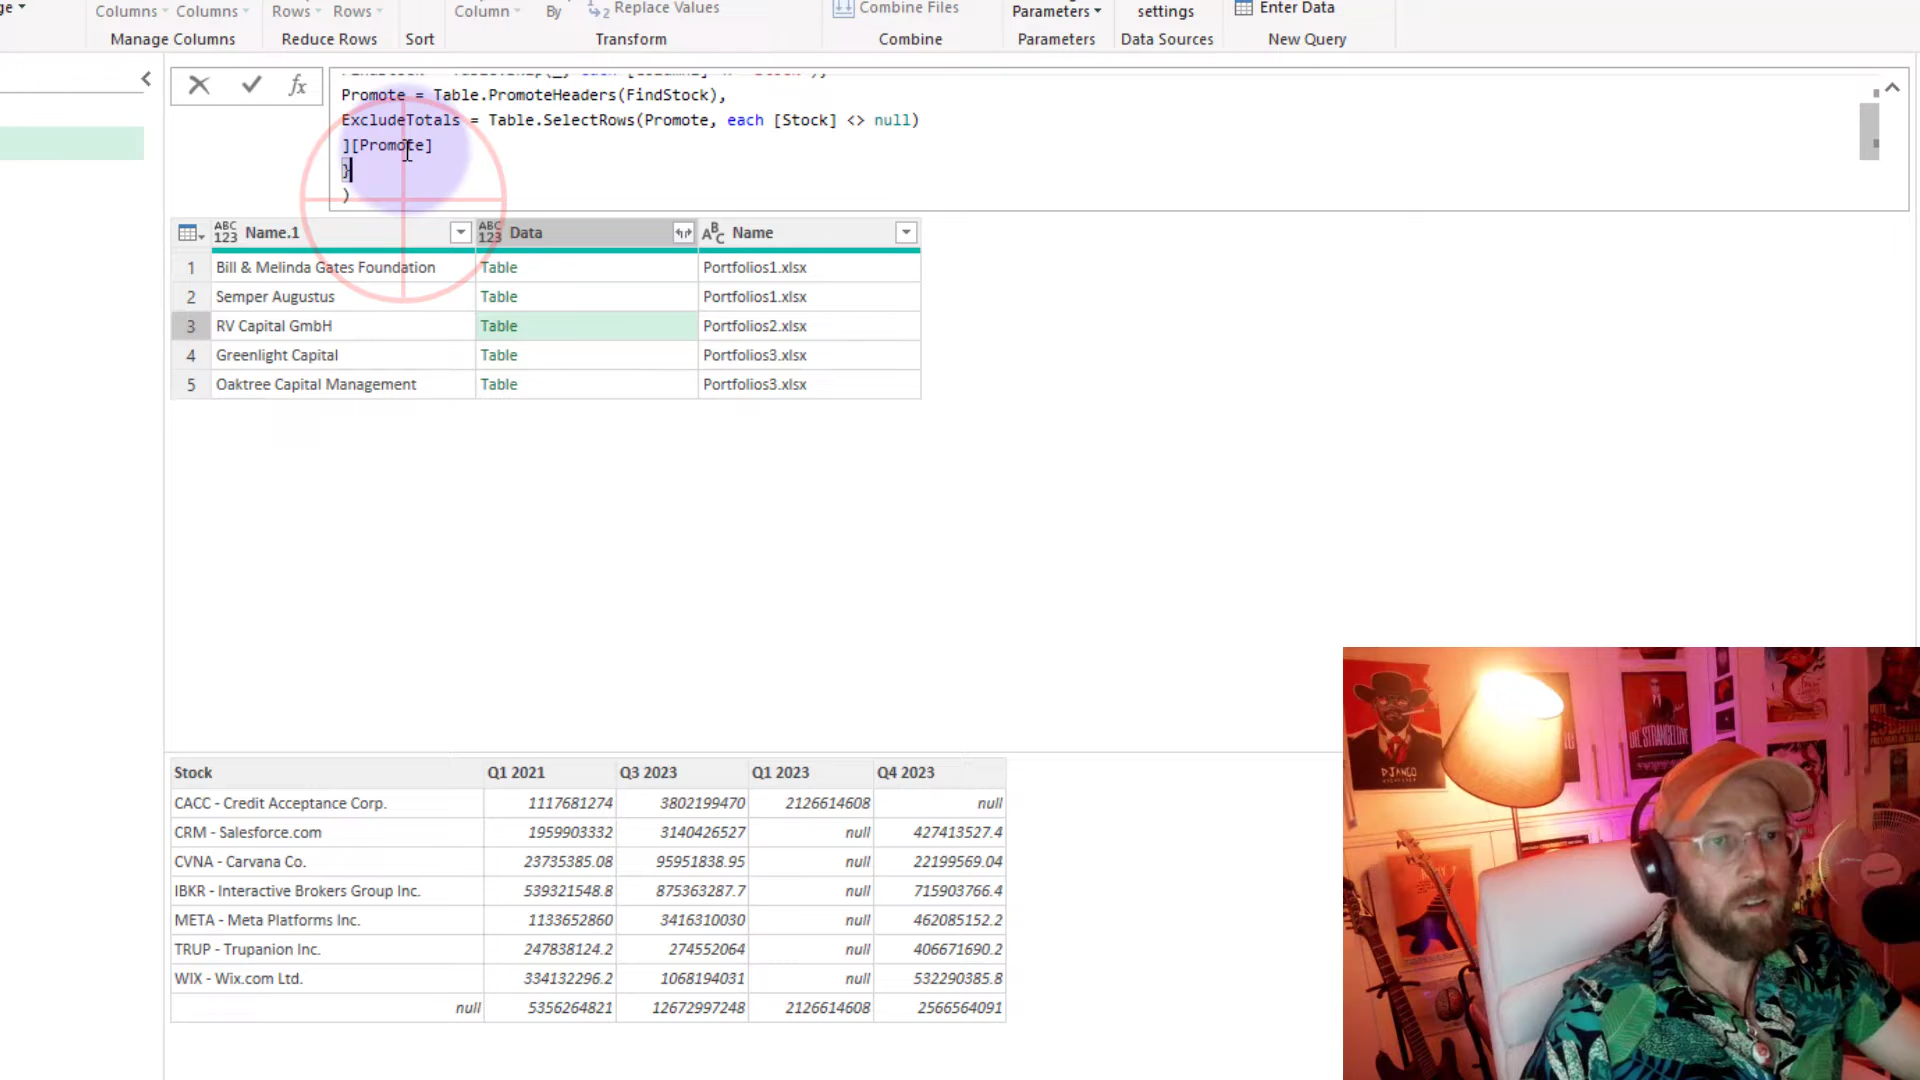 Columns Columns Rows Rows Column By Replace Values Combine Files Parameters settings Enter Data
Manage Columns Reduce Rows Sort Transform Combine Parameters Data Sources New Query
Promote = Table.PromoteHeaders(FindStock),
ExcludeTotals = Table.SelectRows(Promote, each [Stock] <> null)
][Promote]
}
)
ABC 123 Name.1 ABC 123 Data ABC Name
1 Bill & Melinda Gates Foundation Table Portfolios1.xlsx
2 Semper Augustus Table Portfolios1.xlsx
3 RV Capital GmbH Table Portfolios2.xlsx
4 Greenlight Capital Table Portfolios3.xlsx
5 Oaktree Capital Management Table Portfolios3.xlsx
Stock Q1 2021 Q3 2023 Q1 2023 Q4 2023
CACC - Credit Acceptance Corp. 1117681274 3802199470 2126614608 null
CRM - Salesforce.com 1959903332 3140426527 null 427413527.4
CVNA - Carvana Co. 23735385.08 95951838.95 null 22199569.04
IBKR - Interactive Brokers Group Inc. 539321548.8 875363287.7 null 715903766.4
META - Meta Platforms Inc. 1133652860 3416310030 null 462085152.2
TRUP - Trupanion Inc. 247838124.2 274552064 null 406671690.2
WIX - Wix.com Ltd. 334132296.2 1068194031 null 532290385.8
null 5356264821 12672997248 2126614608 2566564091
DJANGO
DR. STRANGELOVE